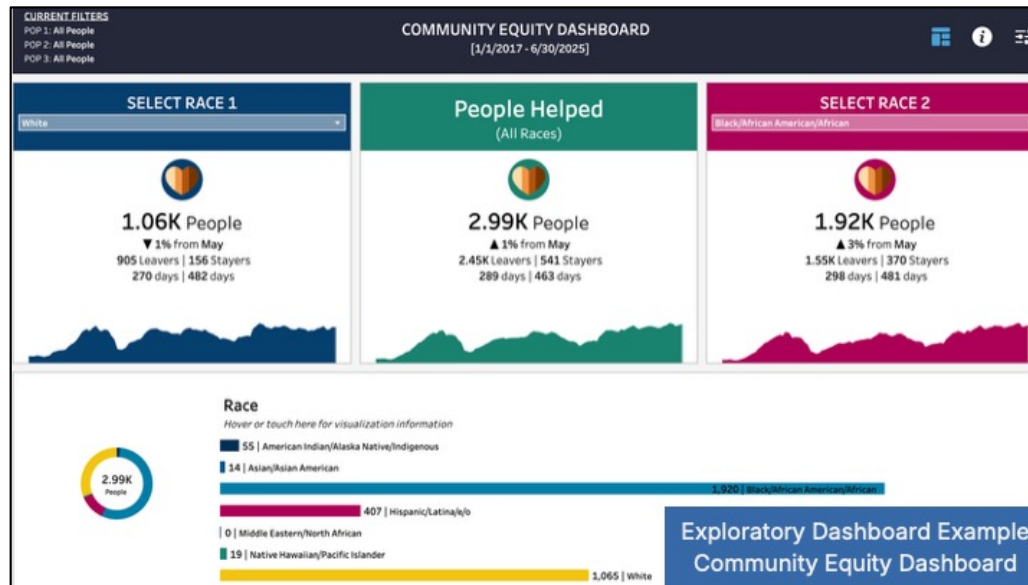 CURRENT FILTERS
POP 1: All People
POP 2: All People
POP 3: All People
COMMUNITY EQUITY DASHBOARD
[1/1/2017 - 6/30/2025]
SELECT RACE 1
White
1.06K People
▼ 1% from May
905 Leavers | 156 Stayers
270 days | 482 days
People Helped
(All Races)
2.99K People
▲ 1% from May
2.45K Leavers | 541 Stayers
289 days | 463 days
SELECT RACE 2
Black/African American/African
1.92K People
▲ 3% from May
1.55K Leavers | 370 Stayers
298 days | 481 days
2.99K
People
Race
Hover or touch here for visualization information
55 | American Indian/Alaska Native/Indigenous
14 | Asian/Asian American
1,920 | Black/African American/African
407 | Hispanic/Latina/e/o
0 | Middle Eastern/North African
19 | Native Hawaiian/Pacific Islander
1,065 | White
Exploratory Dashboard Example
Community Equity Dashboard